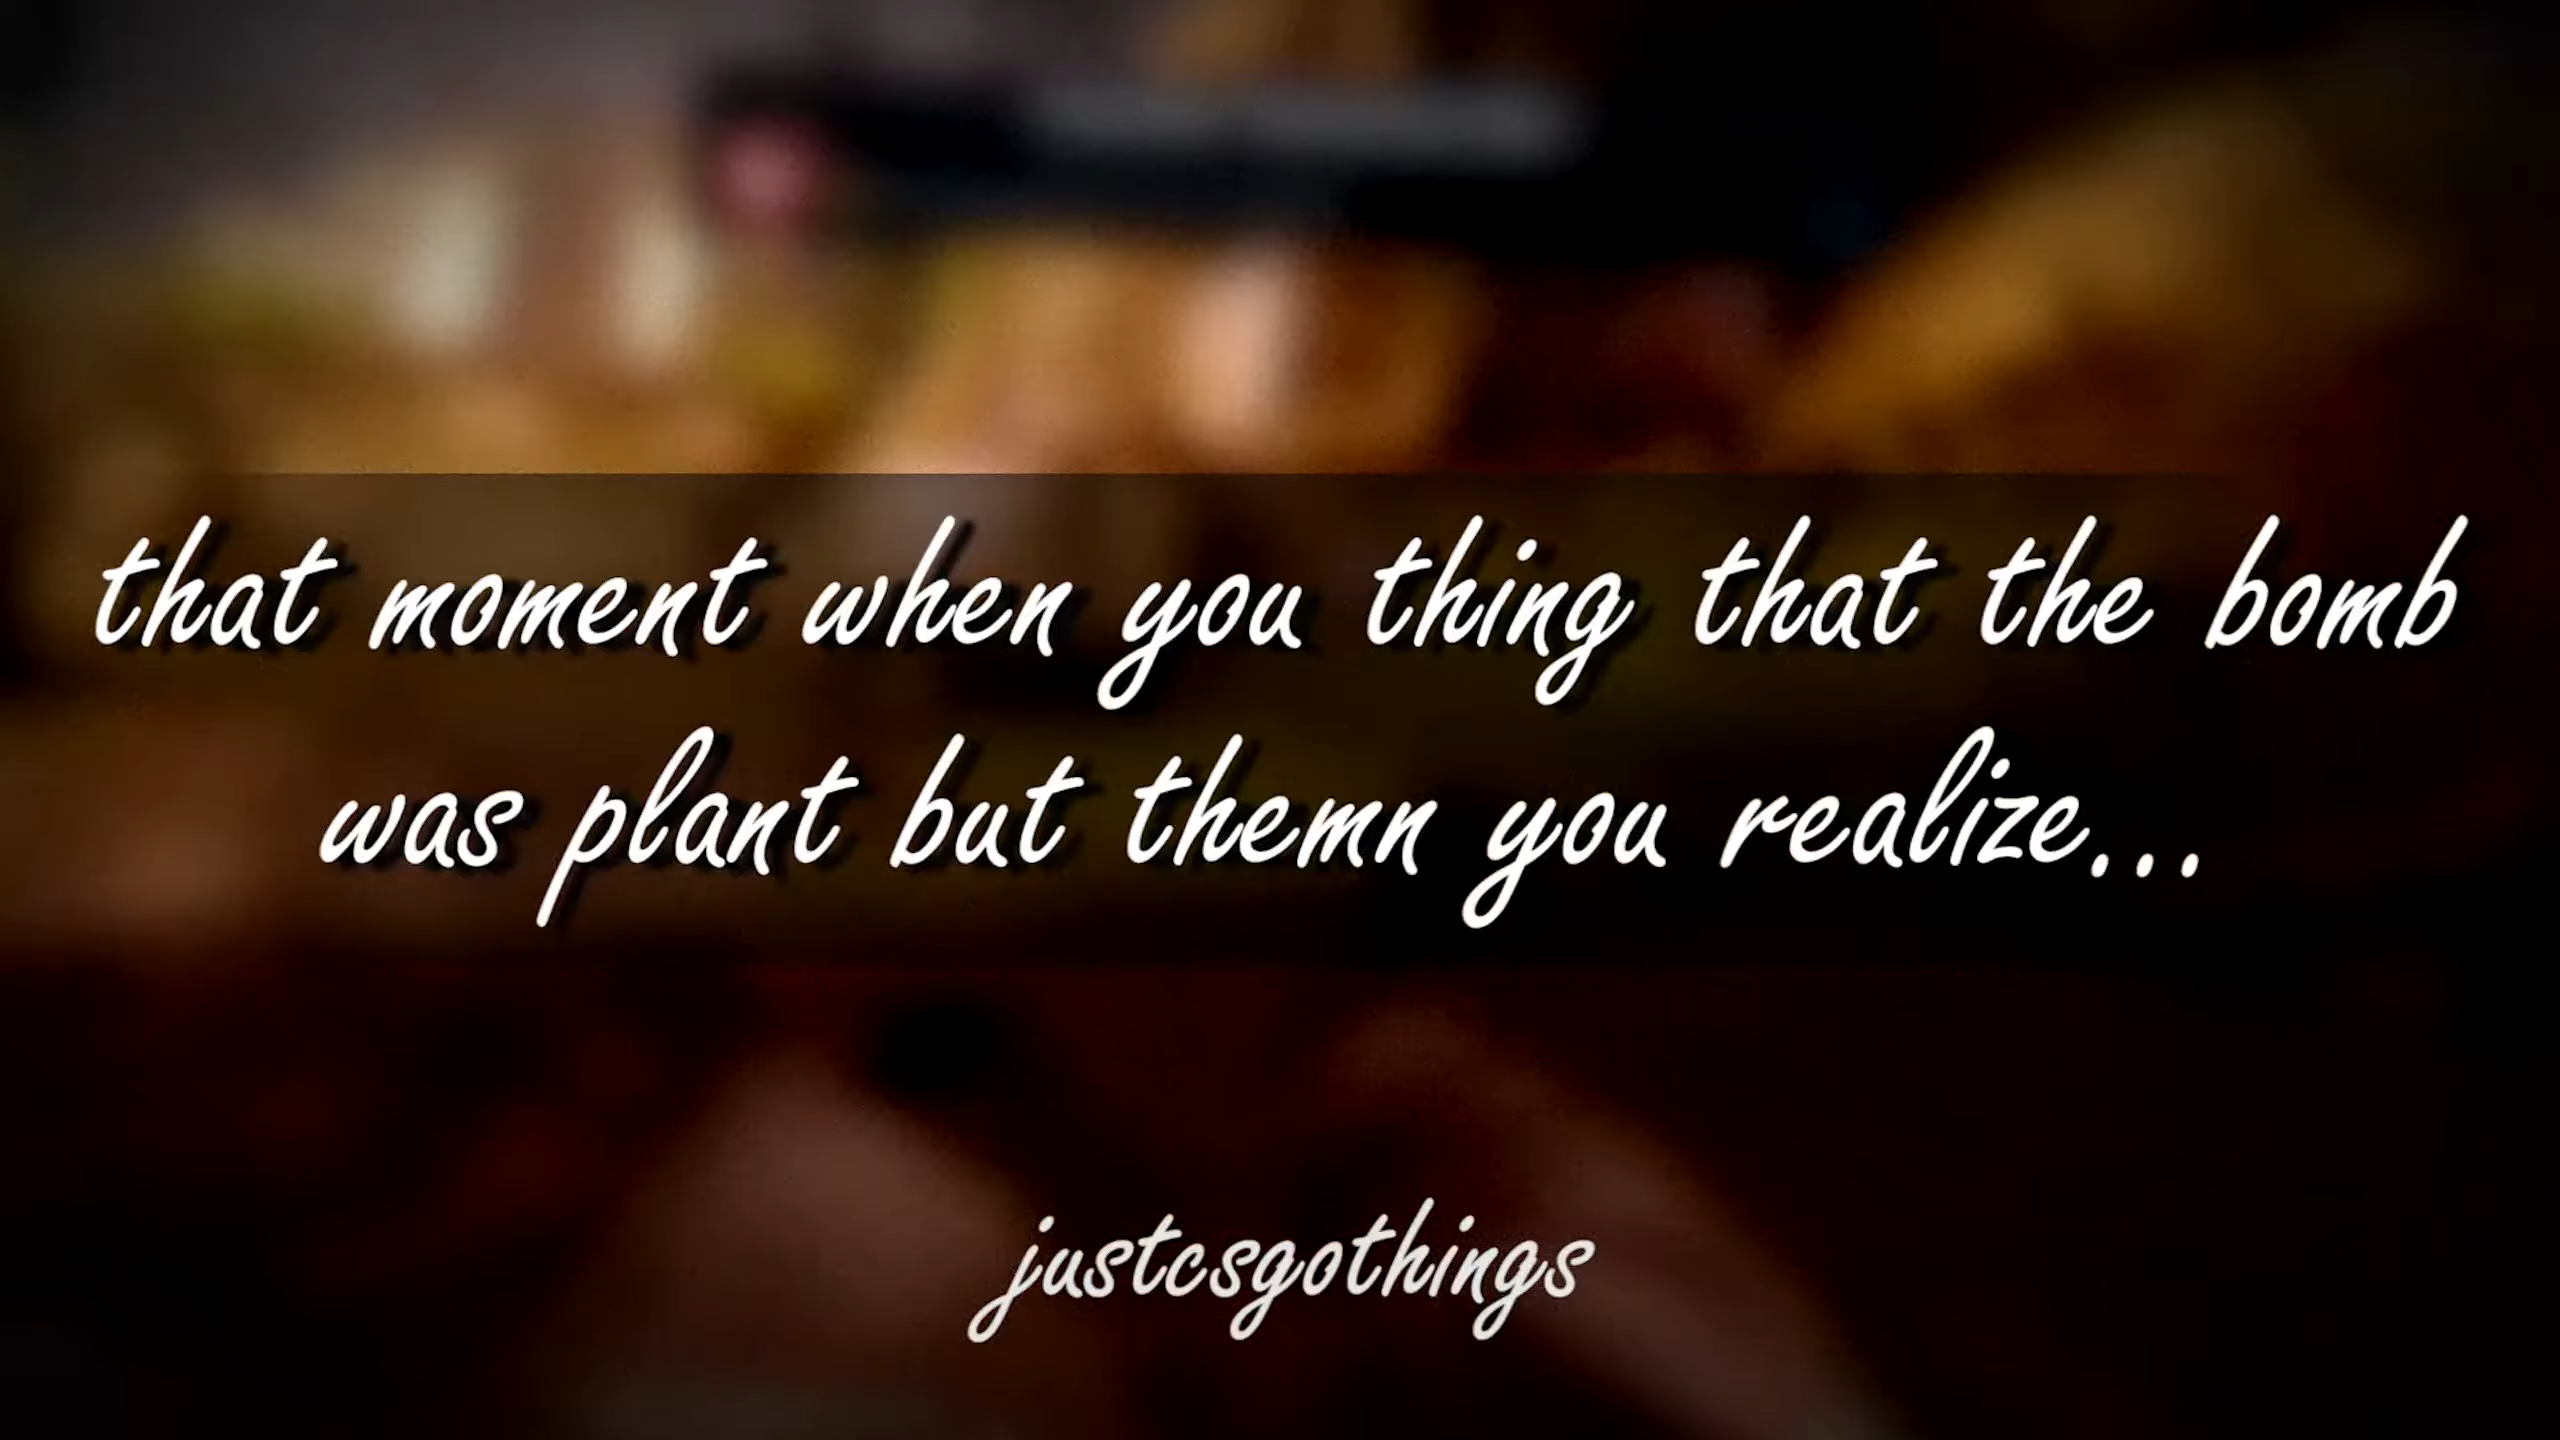 that moment when you thing that the bomb
was plant but themn you realize...
justcsgothings